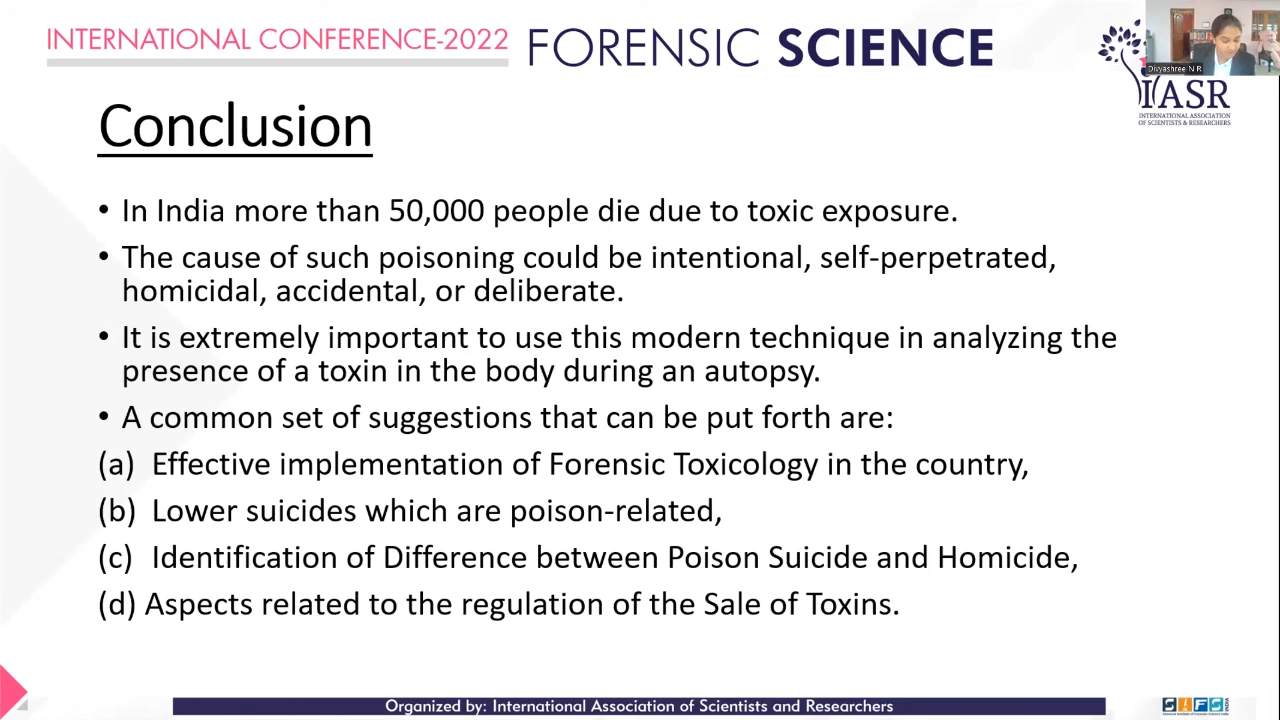 INTERNATIONAL CONFERENCE-2022 FORENSIC SCIENCE
Divyashree N R
IASR
INTERNATIONAL ASSOCIATION
OF SCIENTISTS & RESEARCHERS
Conclusion
• In India more than 50,000 people die due to toxic exposure.
• The cause of such poisoning could be intentional, self-perpetrated,
homicidal, accidental, or deliberate.
• It is extremely important to use this modern technique in analyzing the
presence of a toxin in the body during an autopsy.
• A common set of suggestions that can be put forth are:
(a) Effective implementation of Forensic Toxicology in the country,
(b) Lower suicides which are poison-related,
(c) Identification of Difference between Poison Suicide and Homicide,
(d) Aspects related to the regulation of the Sale of Toxins.
Organized by: International Association of Scientists and Researchers
SIFS INDIA